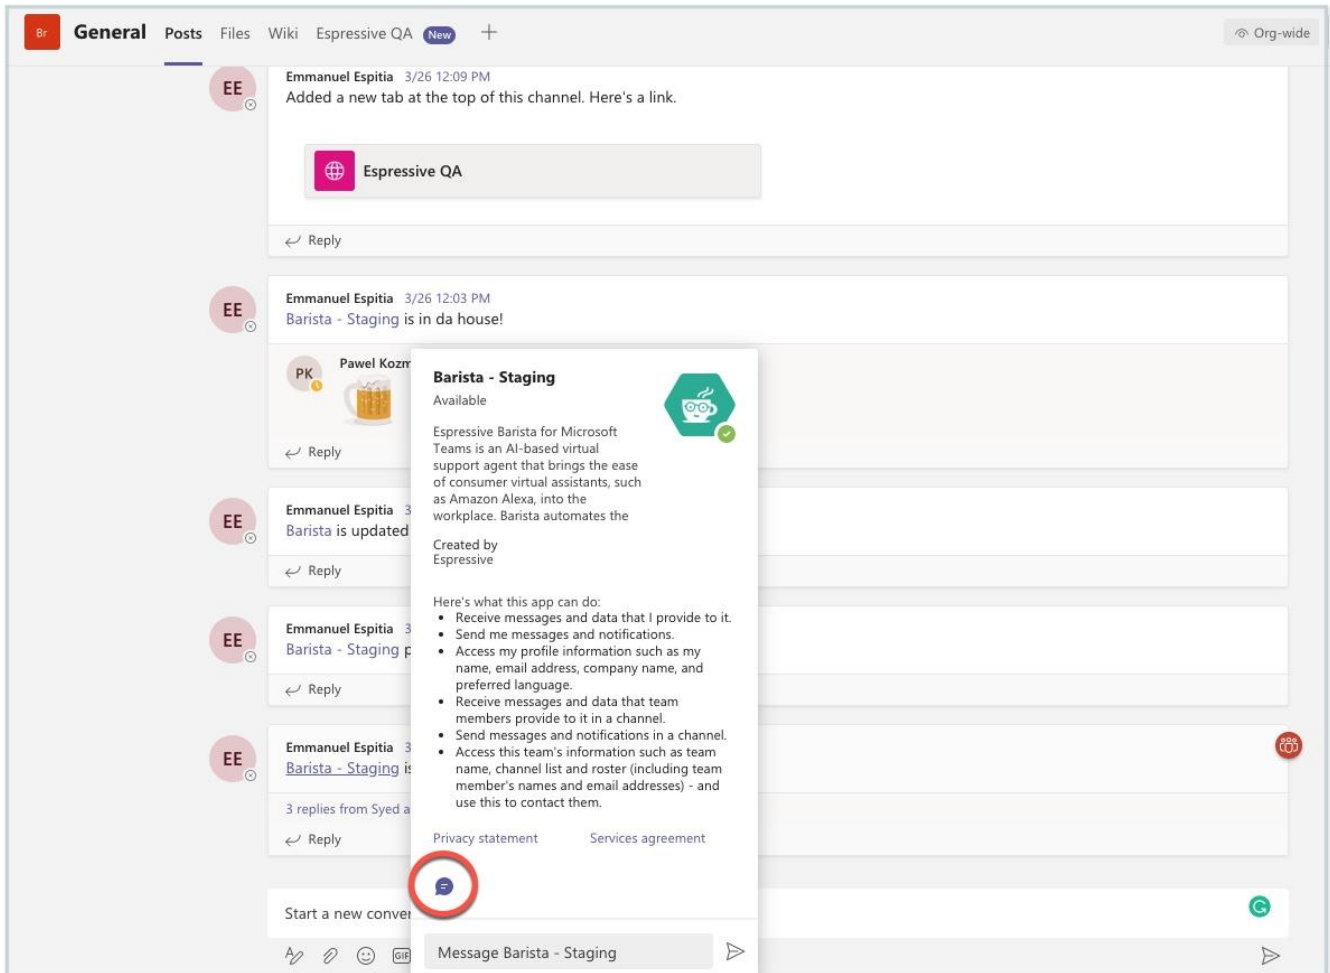 Br General Posts Files Wiki Espressive QA New Org-wide
EE
Emmanuel Espitia 3/26 12:09 PM
Added a new tab at the top of this channel. Here's a link.
Espressive QA
Reply
EE
Emmanuel Espitia 3/26 12:03 PM
Barista - Staging is in da house!
PK
Pawel Kozm
Reply
EE
Emmanuel Espitia 3
Barista is updated
Reply
EE
Emmanuel Espitia 3
Barista - Staging p
Reply
EE
Emmanuel Espitia 3
Barista - Staging is
3 replies from Syed a
Reply
Start a new conver
GIF
Barista - Staging
Available
Espressive Barista for Microsoft
Teams is an AI-based virtual
support agent that brings the ease
of consumer virtual assistants, such
as Amazon Alexa, into the
workplace. Barista automates the
Created by
Espressive
Here's what this app can do:
• Receive messages and data that I provide to it.
• Send me messages and notifications.
• Access my profile information such as my
name, email address, company name, and
preferred language.
• Receive messages and data that team
members provide to it in a channel.
• Send messages and notifications in a channel.
• Access this team's information such as team
name, channel list and roster (including team
member's names and email addresses) - and
use this to contact them.
Privacy statement Services agreement
Message Barista - Staging